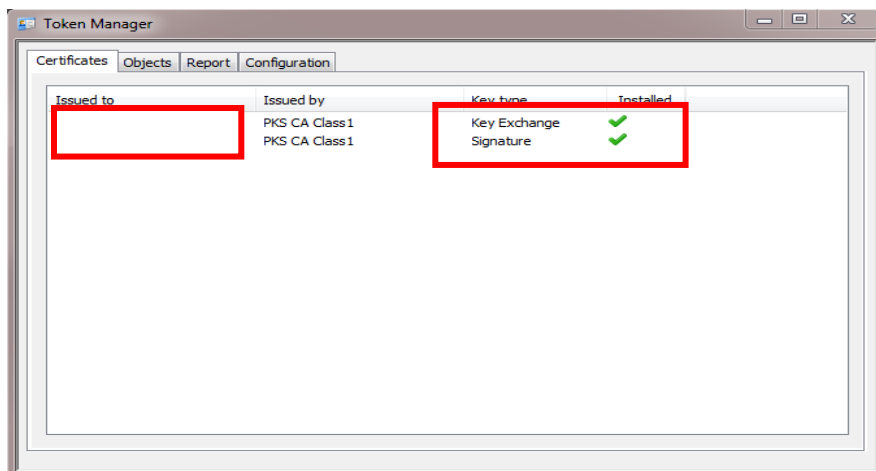 Token Manager
Certificates Objects Report Configuration
Issued to Issued by Key type Installed
PKS CA Class1 Key Exchange
PKS CA Class1 Signature